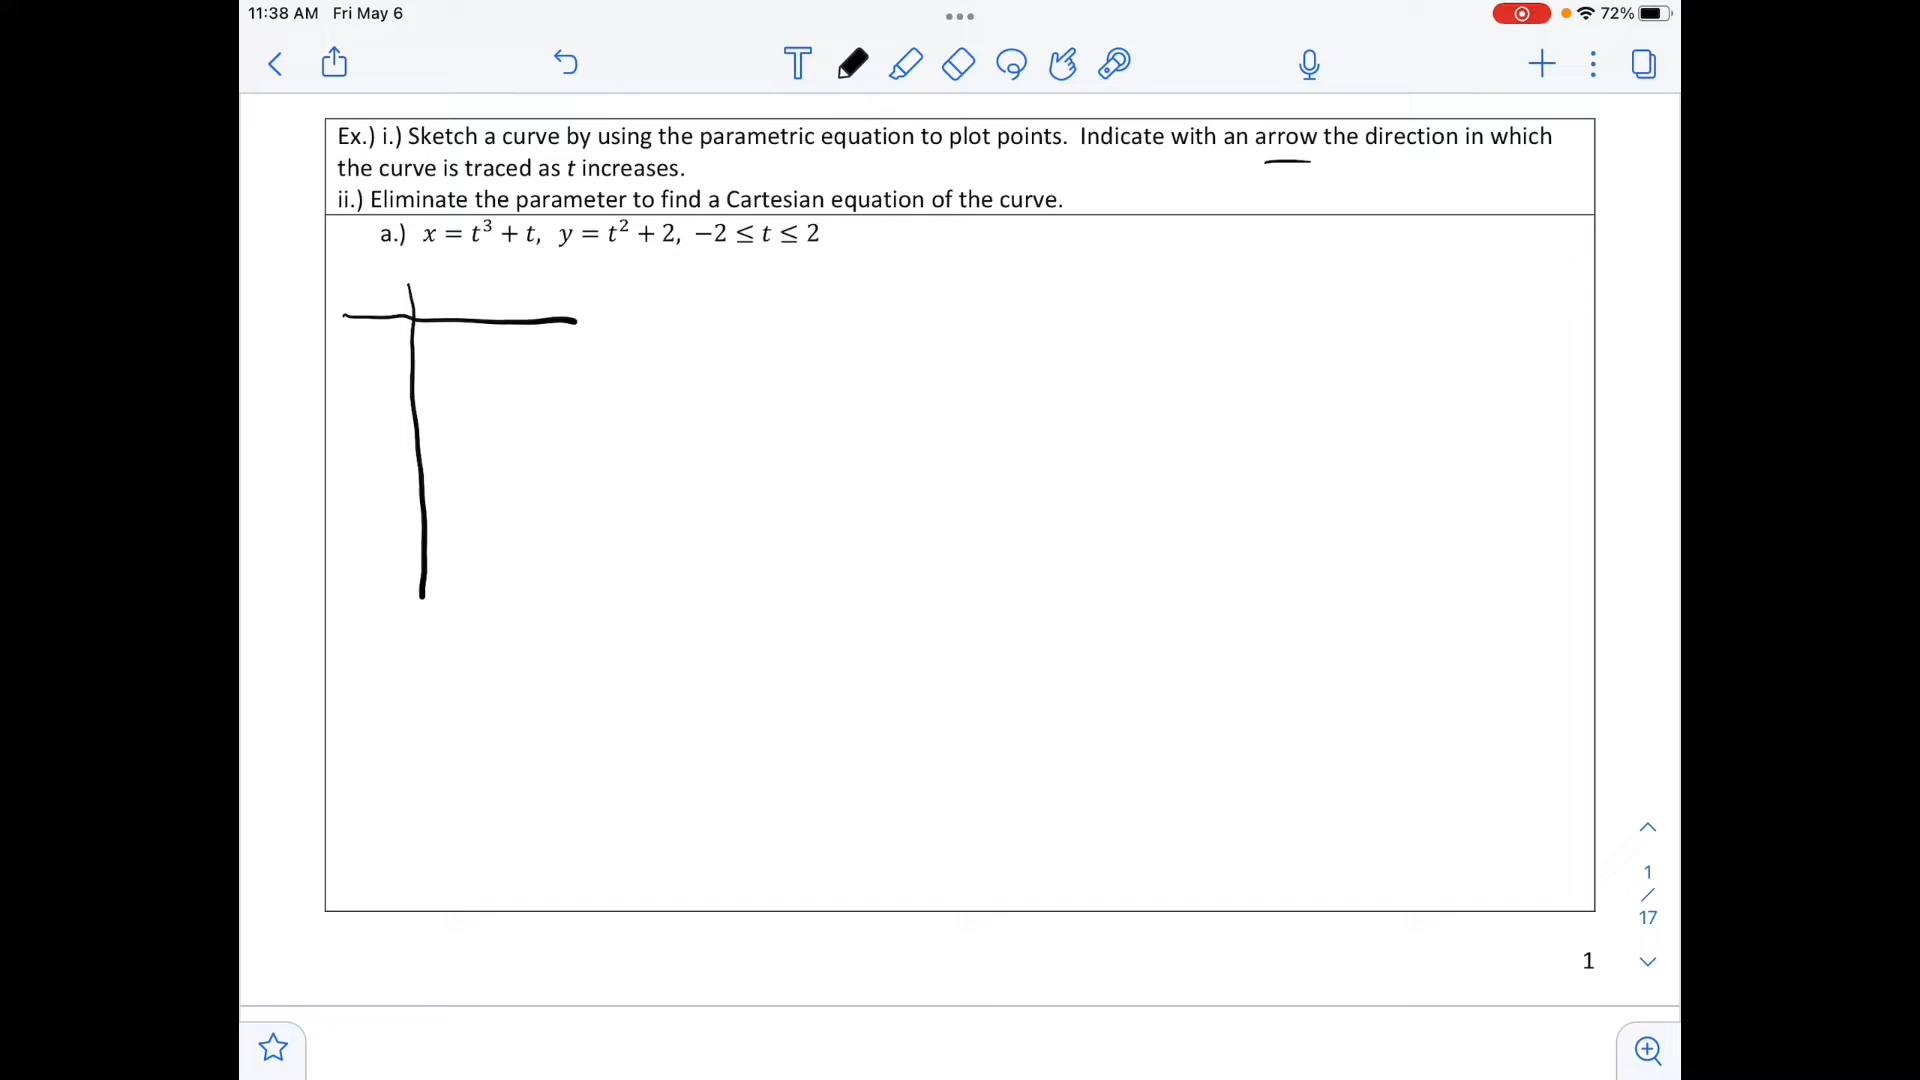 11:38 AM Fri May 6
72%
T
Ex.) i.) Sketch a curve by using the parametric equation to plot points. Indicate with an arrow the direction in which
the curve is traced as t increases.
ii.) Eliminate the parameter to find a Cartesian equation of the curve.
a.) x = t³ + t, y = t² + 2, −2 ≤ t ≤ 2
1
/
17
1